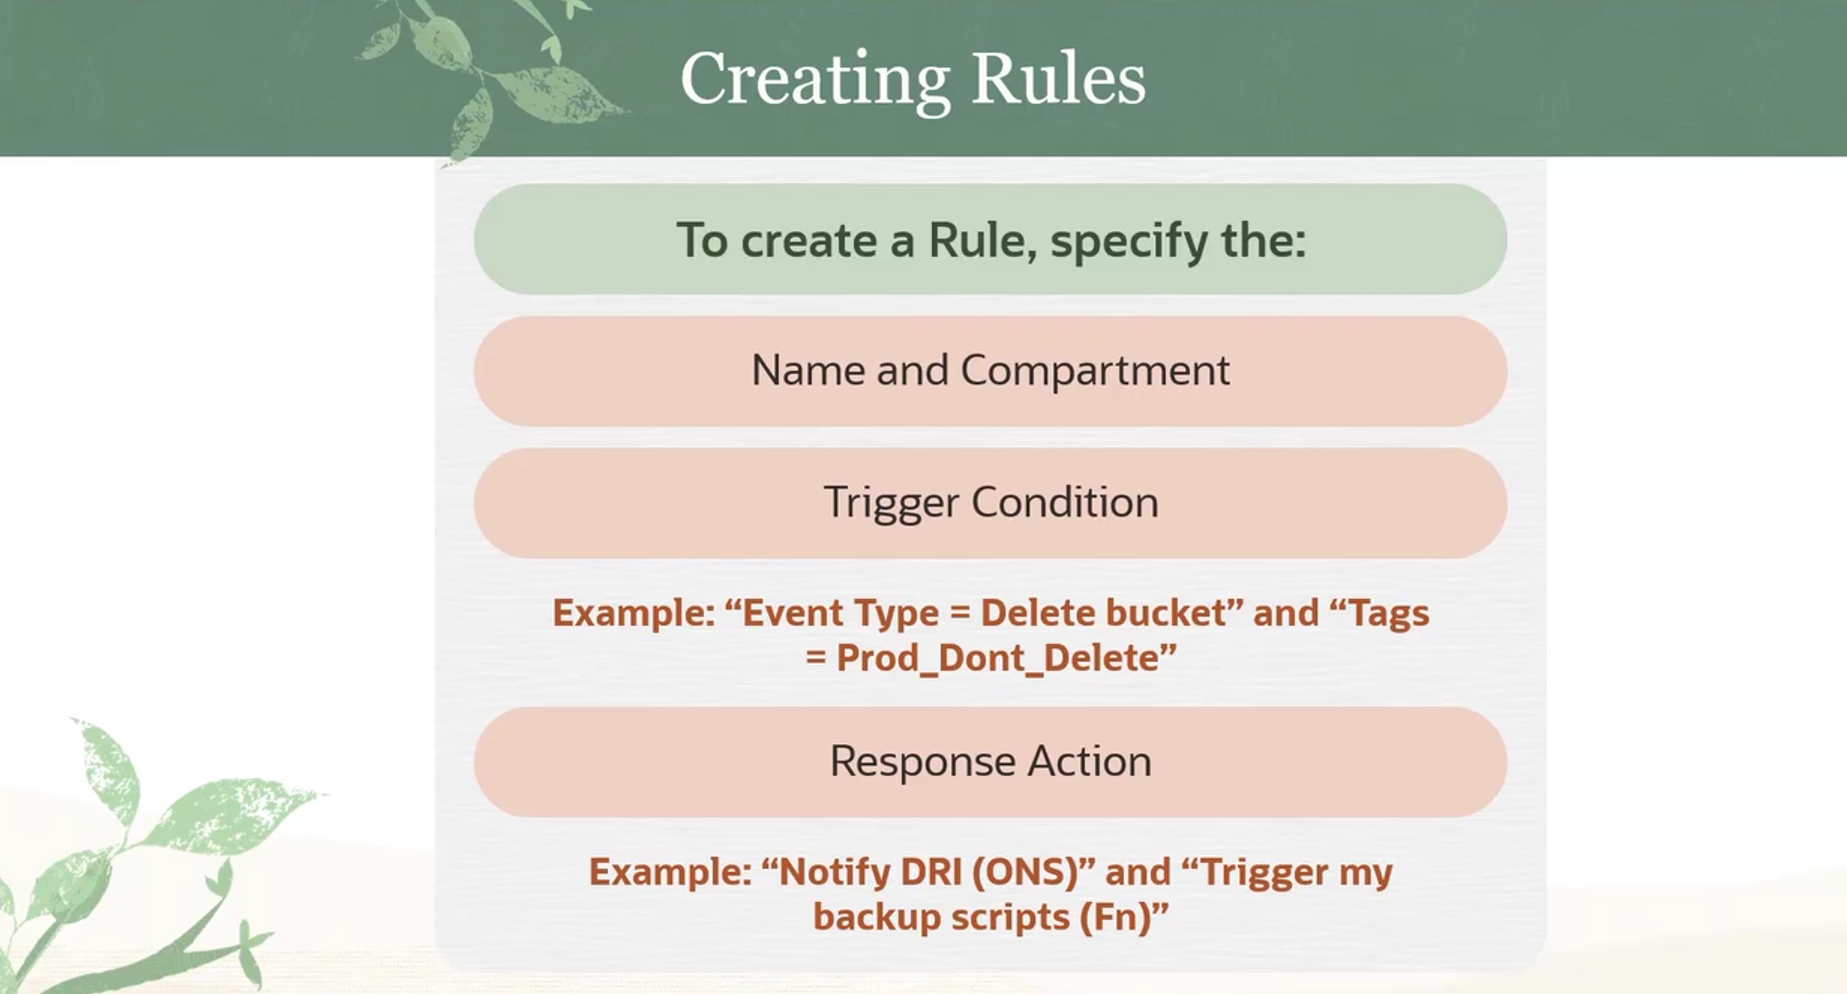 Creating Rules
To create a Rule, specify the:
Name and Compartment
Trigger Condition
Example: “Event Type = Delete bucket” and “Tags
= Prod_Dont_Delete”
Response Action
Example: “Notify DRI (ONS)” and “Trigger my
backup scripts (Fn)”